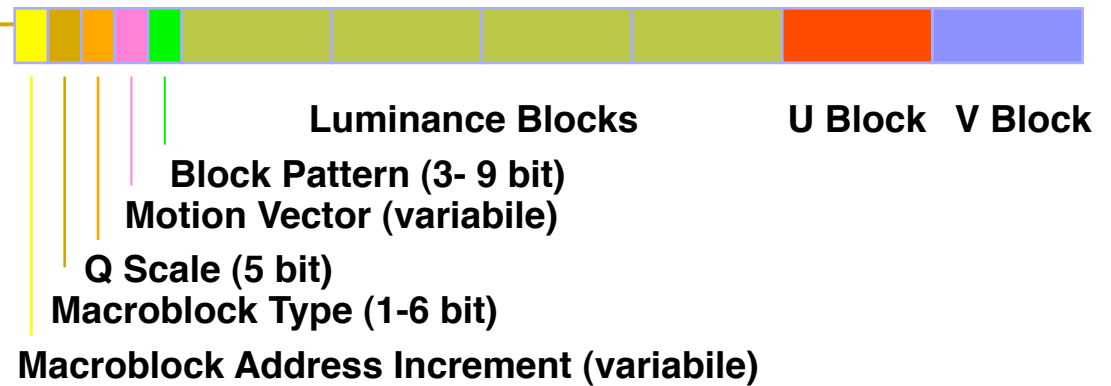 Luminance Blocks U Block V Block
Block Pattern (3- 9 bit)
Motion Vector (variabile)
Q Scale (5 bit)
Macroblock Type (1-6 bit)
Macroblock Address Increment (variabile)